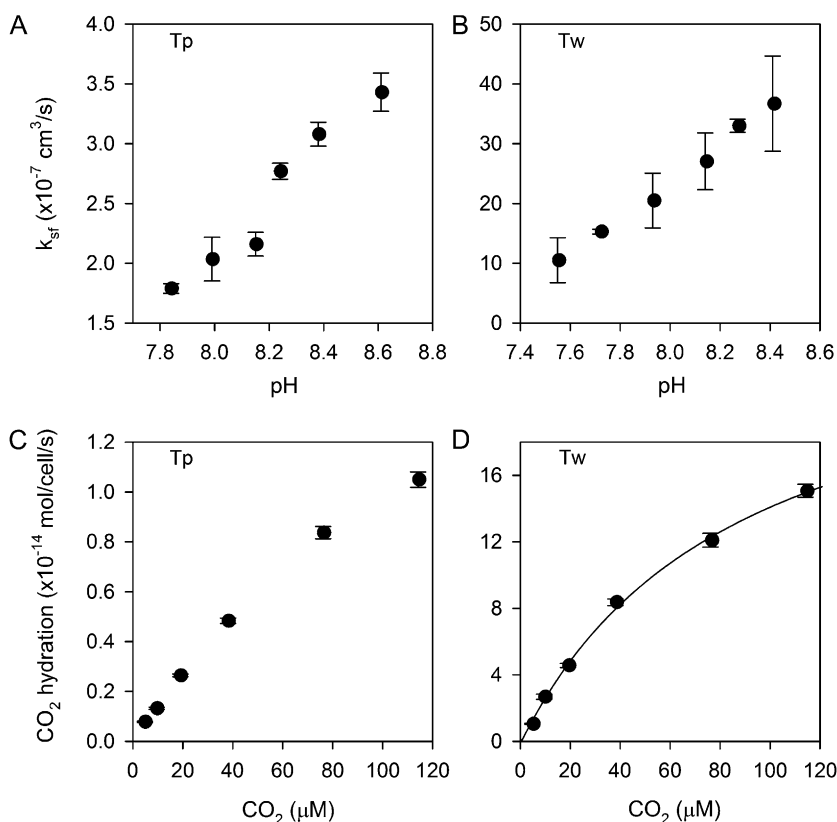 A
Tp
4.0
3.5
3.0
2.5
2.0
1.5
7.8 8.0 8.2 8.4 8.6 8.8
pH
k_sf (x10^-7 cm^3/s)
B
Tw
50
40
30
20
10
0
7.4 7.6 7.8 8.0 8.2 8.4 8.6
pH
C
Tp
1.2
1.0
0.8
0.6
0.4
0.2
0.0
0 20 40 60 80 100 120
CO₂ (μM)
CO₂ hydration (x10^-14 mol/cell/s)
D
Tw
16
12
8
4
0
0 20 40 60 80 100 120
CO₂ (μM)